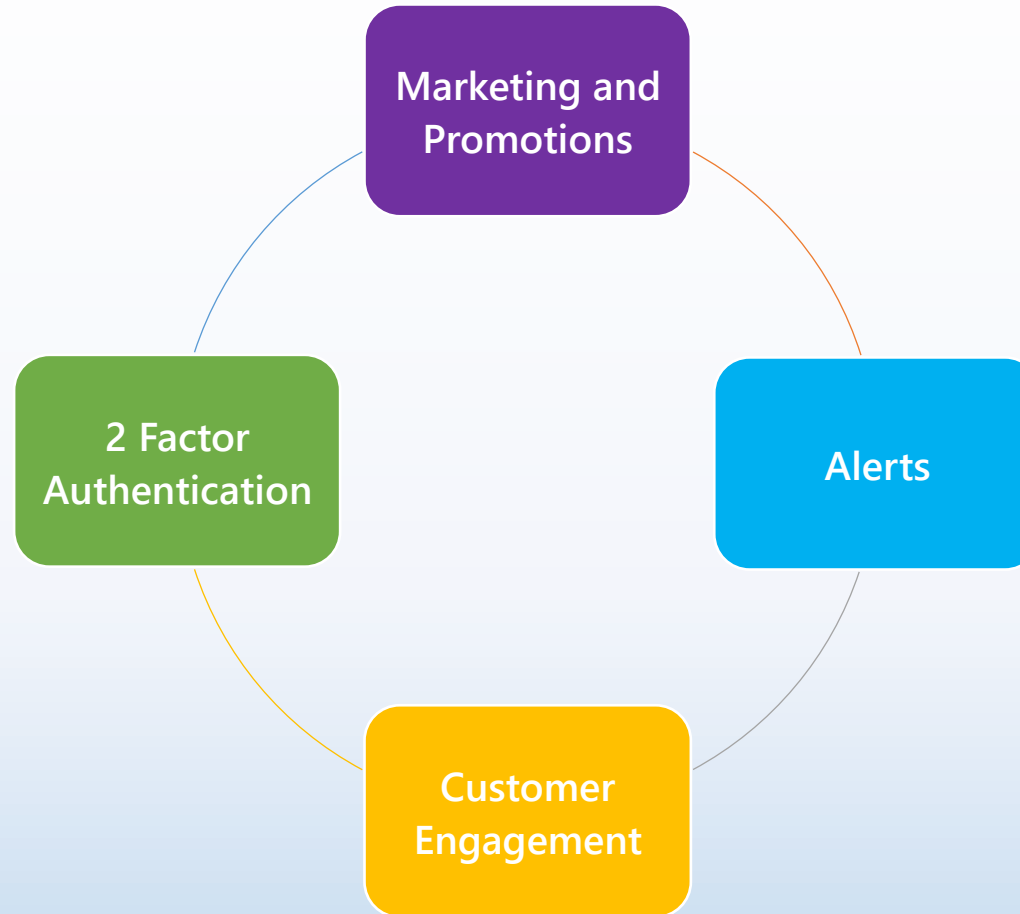 Marketing and
Promotions
2 Factor
Authentication
Alerts
Customer
Engagement